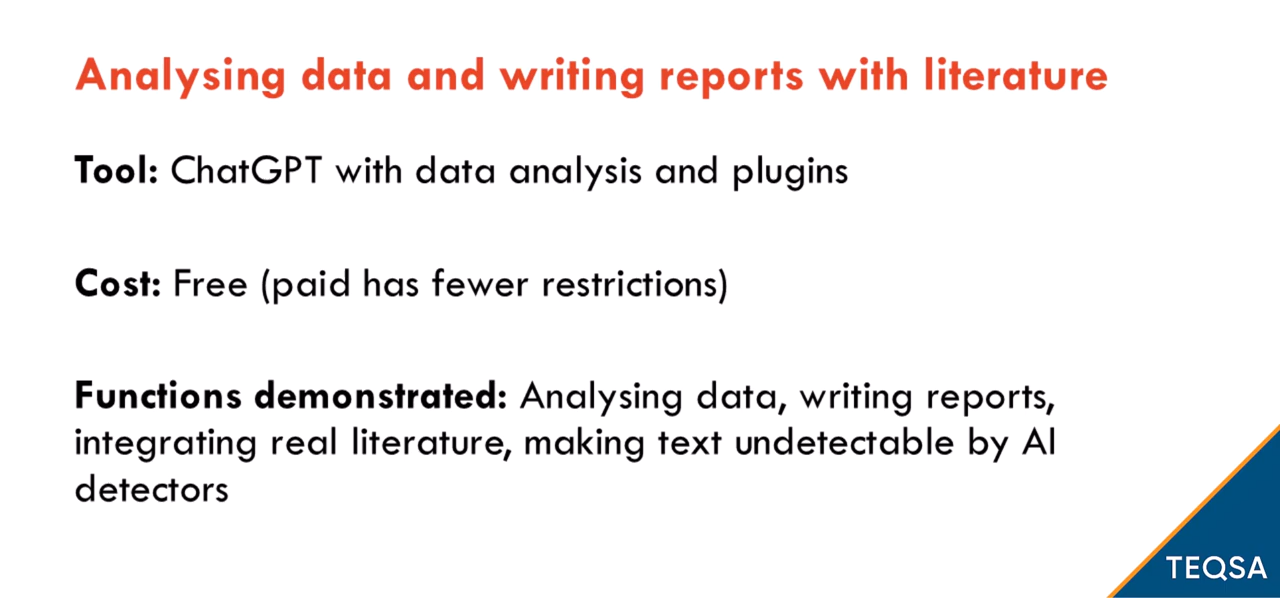 Analysing data and writing reports with literature
Tool: ChatGPT with data analysis and plugins
Cost: Free (paid has fewer restrictions)
Functions demonstrated: Analysing data, writing reports,
integrating real literature, making text undetectable by AI
detectors
TEQSA